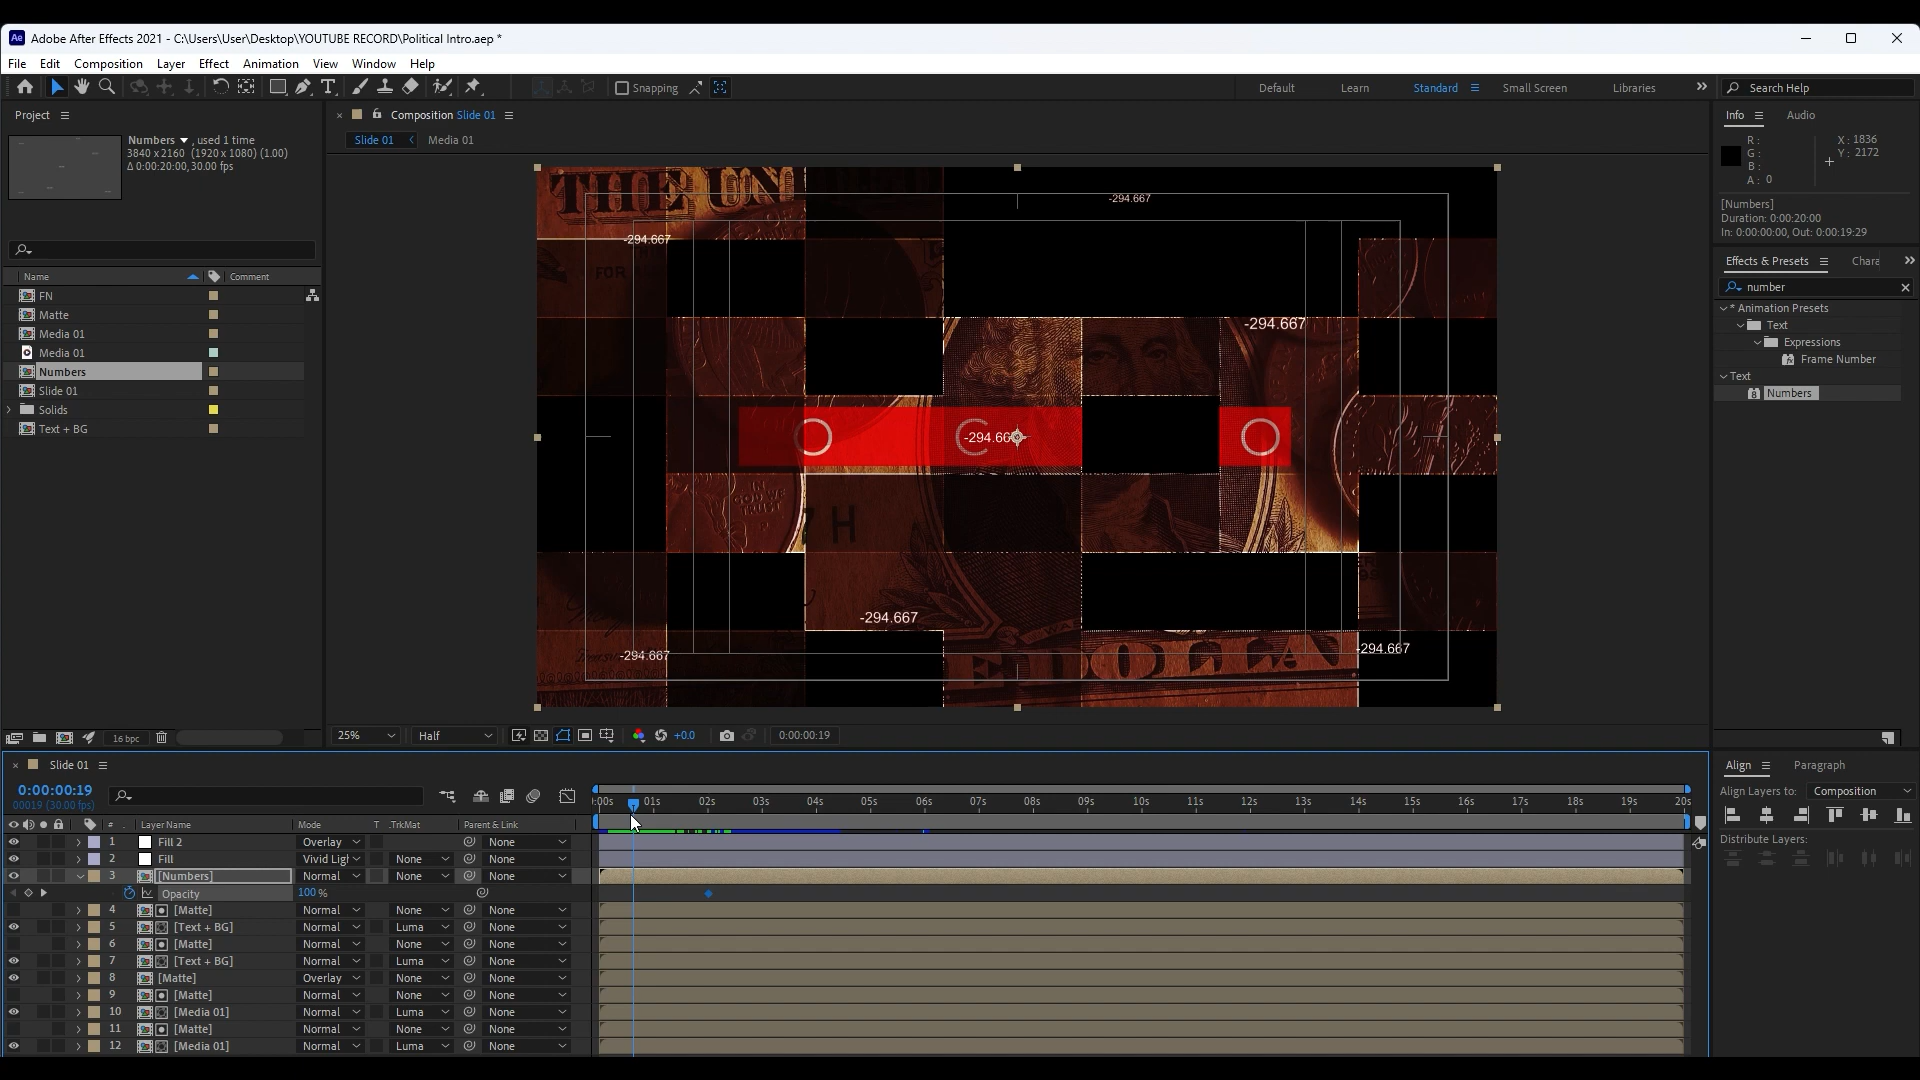 Ae Adobe After Effects 2021 - C:\Users\User\Desktop\YOUTUBE RECORD\Political Intro.aep *
File Edit Composition Layer Effect Animation View Window Help
Snapping
Default Learn Standard Small Screen Libraries
Search Help
Project
Numbers , used 1 time
3840 x 2160 (1920 x 1080) (1.00)
Δ 0:00:20:00, 30.00 fps
Name Comment
FN
Matte
Media 01
Media 01
Numbers
Slide 01
Solids
Text + BG
16 bpc
Composition Slide 01
Slide 01 Media 01
THE UN
-294.667
-294.667
FOR
-294.667
-294.66
IN
GOD WE
TRUST
H
-294.667
-294.667
-294.667
E DOLLA
25% Half +0.0 0:00:00:19
Info Audio
R :
G :
B :
A : 0
X : 1836
Y : 2172
[Numbers]
Duration: 0:00:20:00
In: 0:00:00:00, Out: 0:00:19:29
Effects & Presets Chara
number
* Animation Presets
Text
Expressions
Frame Number
Text
Numbers
Align Paragraph
Align Layers to: Composition
Distribute Layers:
Slide 01
0:00:00:19
00019 (30.00 fps)
:00s 01s 02s 03s 04s 05s 06s 07s 08s 09s 10s 11s 12s 13s 14s 15s 16s 17s 18s 19s 20s
# Layer Name Mode T .TrkMat Parent & Link
1 Fill 2 Overlay None
2 Fill Vivid Ligh None None
3 [Numbers] Normal None None
Opacity 100 %
4 [Matte] Normal None None
5 [Text + BG] Normal Luma None
6 [Matte] Normal None None
7 [Text + BG] Normal Luma None
8 [Matte] Overlay None None
9 [Matte] Normal None None
10 [Media 01] Normal Luma None
11 [Matte] Normal None None
12 [Media 01] Normal Luma None